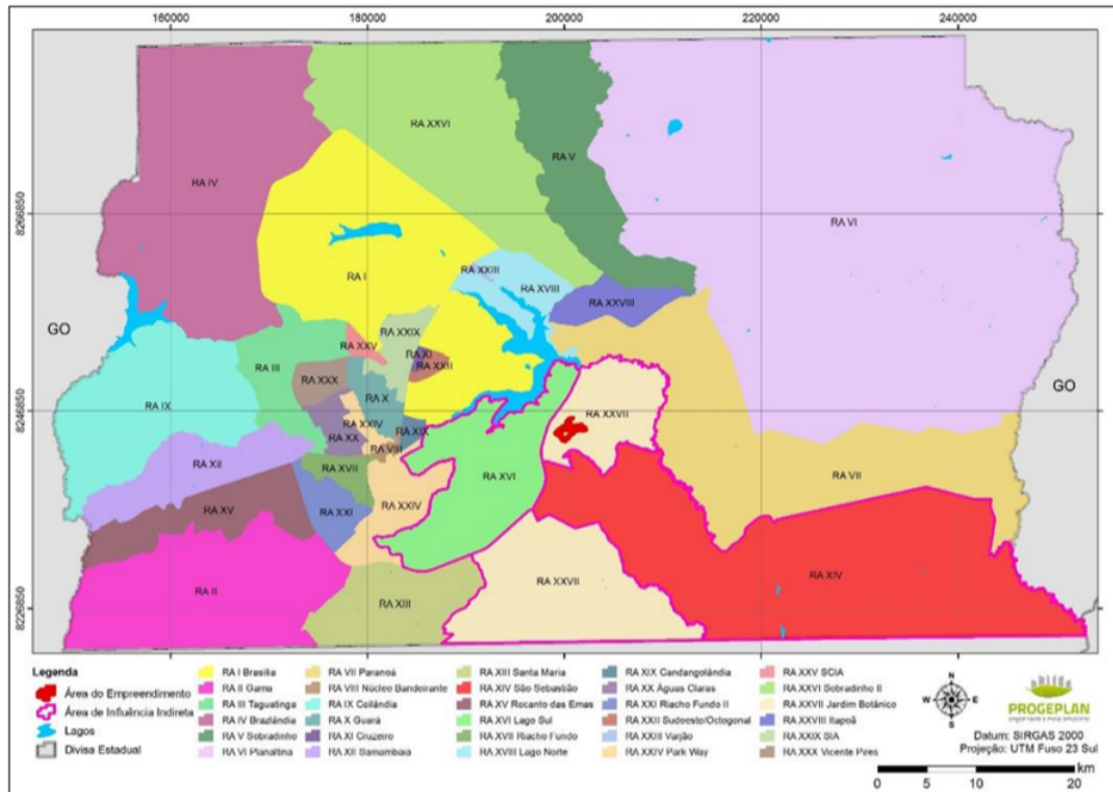 160000 180000 200000 220000 240000
8266850
8246850
8226850
RA XXVI
RA V
RA IV
RA VI
RA I
RA XXIII
RA XVIII
RA XXVIII
GO
RA XXIX
RA XXV
RA XI
RA XXII
RA III
RA XXX
RA X
GO
RA IX
RA XXIV
RA XIX
RA XXVII
RA XX
RA VIII
RA XII
RA XVII
RA XVI
RA VII
RA XV
RA XXI
RA XXIV
RA XIV
RA II
RA XIII
RA XXVII
Legenda
Área do Empreendimento
Área de Influência Indireta
Lagos
Divisa Estadual
RA I Brasília
RA II Gama
RA III Taguatinga
RA IV Brazlândia
RA V Sobradinho
RA VI Planaltina
RA VII Paranoá
RA VIII Núcleo Bandeirante
RA IX Ceilândia
RA X Guará
RA XI Cruzeiro
RA XII Samambaia
RA XIII Santa Maria
RA XIV São Sebastião
RA XV Recanto das Emas
RA XVI Lago Sul
RA XVII Riacho Fundo
RA XVIII Lago Norte
RA XIX Candangolândia
RA XX Águas Claras
RA XXI Riacho Fundo II
RA XXII Sudoeste/Octogonal
RA XXIII Varjão
RA XXIV Park Way
RA XXV SCIA
RA XXVI Sobradinho II
RA XXVII Jardim Botânico
RA XXVIII Itapoã
RA XXIX SIA
RA XXX Vicente Pires
N
W E
S
PROGEPLAN
engenharia e meio ambiente
Datum: SIRGAS 2000
Projeção: UTM Fuso 23 Sul
km
0 5 10 20